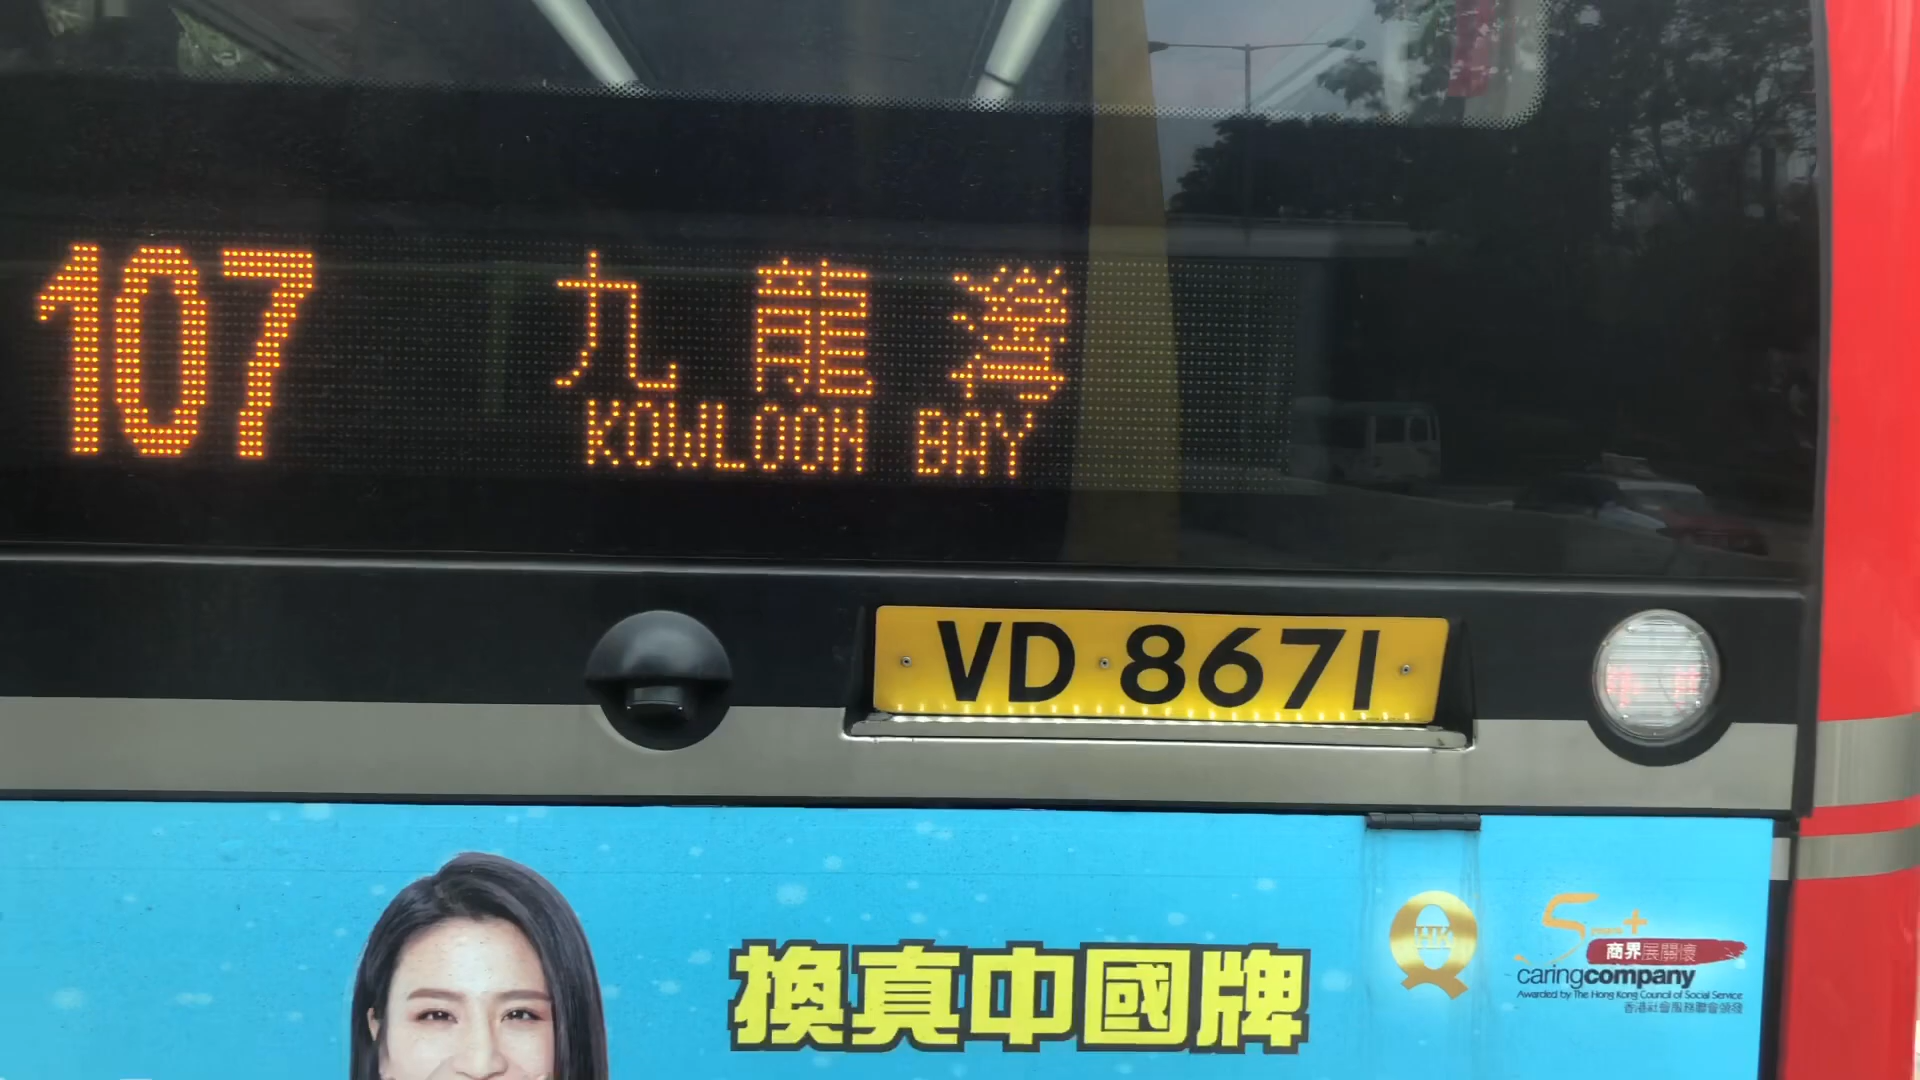 107 九龍灣
KOWLOON BAY
VD 8671
換真中國牌
HK
5 years+
商界展關懷
caringcompany
Awarded by The Hong Kong Council of Social Service
香港社會服務聯會頒發